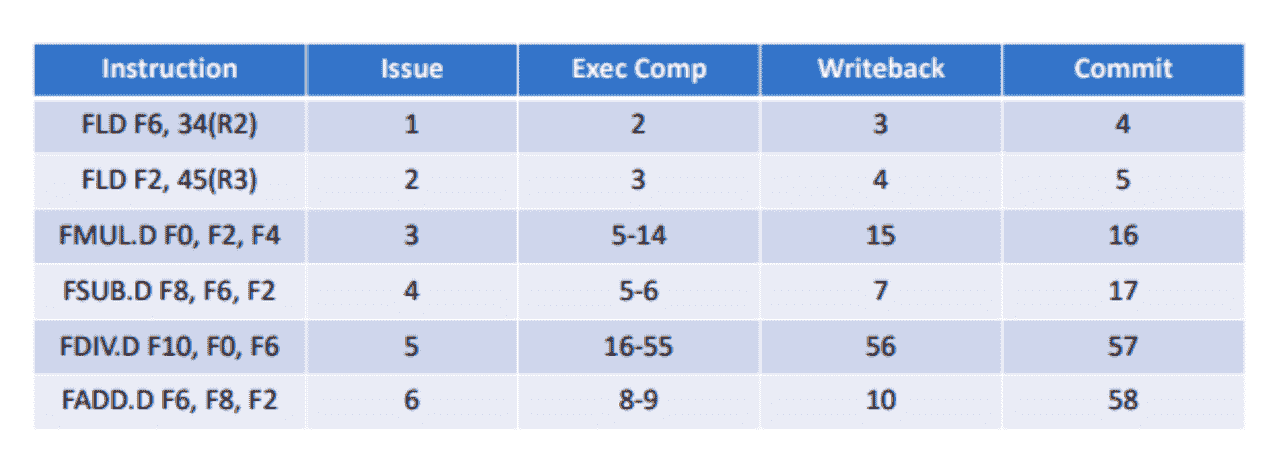 Instruction Issue Exec Comp Writeback Commit
FLD F6, 34(R2) 1 2 3 4
FLD F2, 45(R3) 2 3 4 5
FMUL.D F0, F2, F4 3 5-14 15 16
FSUB.D F8, F6, F2 4 5-6 7 17
FDIV.D F10, F0, F6 5 16-55 56 57
FADD.D F6, F8, F2 6 8-9 10 58